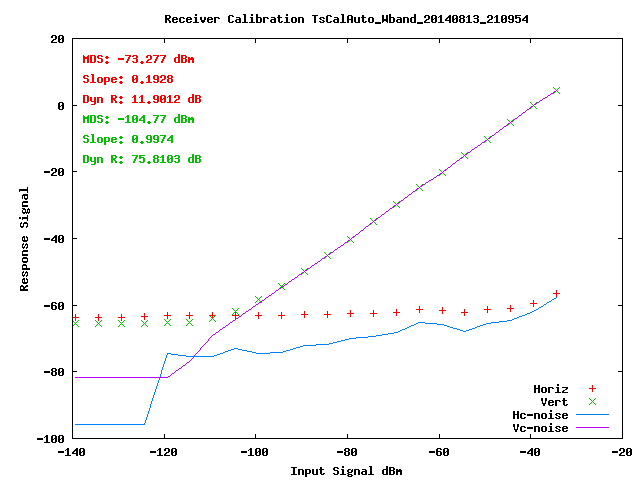 Receiver Calibration TsCalAuto_Wband_20140813_210954
20
MDS: -73.277 dBm
Slope: 0.1928
Dyn R: 11.9012 dB
MDS: -104.77 dBm
Slope: 0.9974
Dyn R: 75.8103 dB
0
-20
-40
-60
-80
-100
Response Signal
Horiz
Vert
Hc-noise
Vc-noise
-140 -120 -100 -80 -60 -40 -20
Input Signal dBm